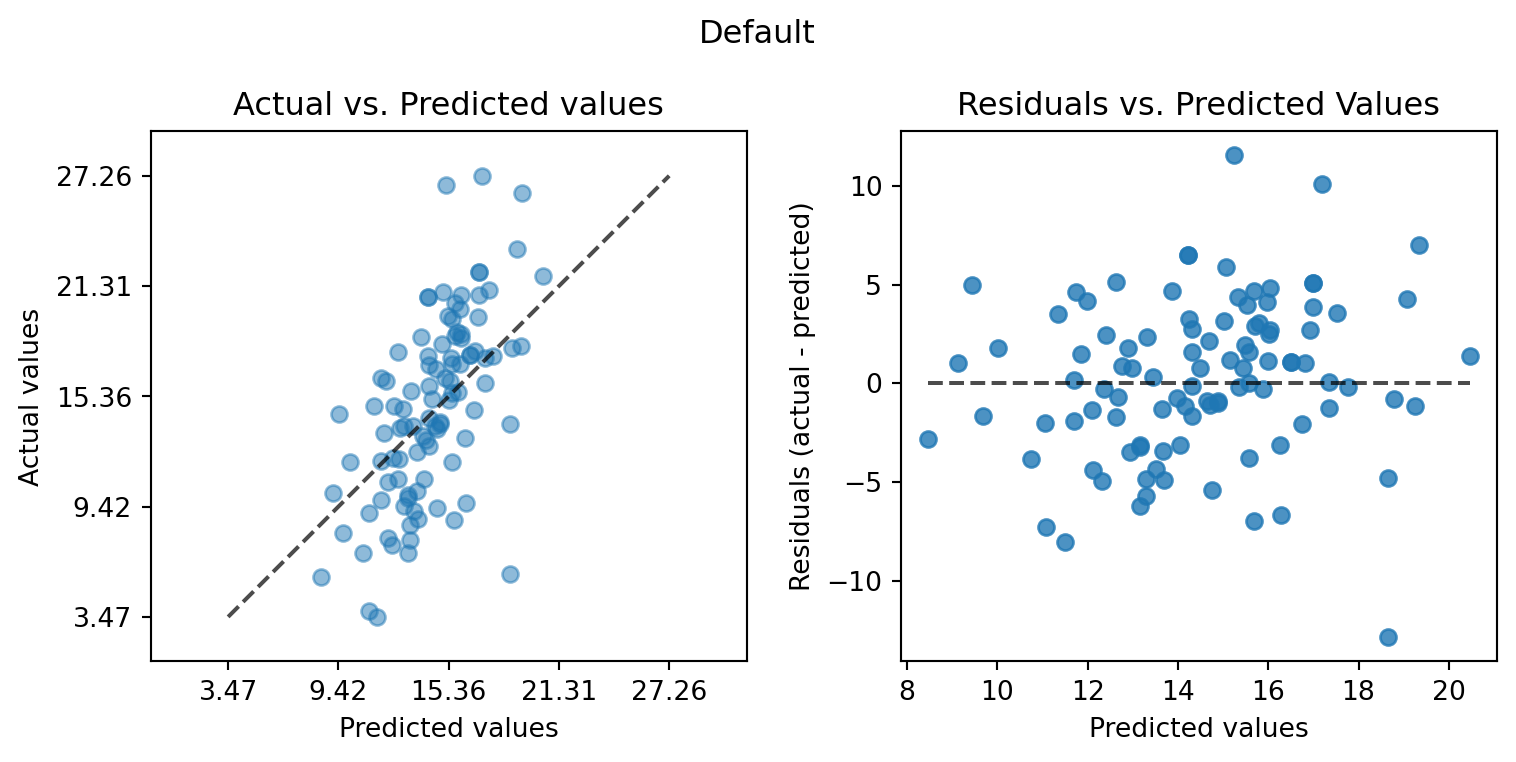 Default
Actual vs. Predicted values
Actual values
27.26
21.31
15.36
9.42
3.47
3.47 9.42 15.36 21.31 27.26
Predicted values
Residuals vs. Predicted Values
Residuals (actual - predicted)
10
5
0
−5
−10
8 10 12 14 16 18 20
Predicted values